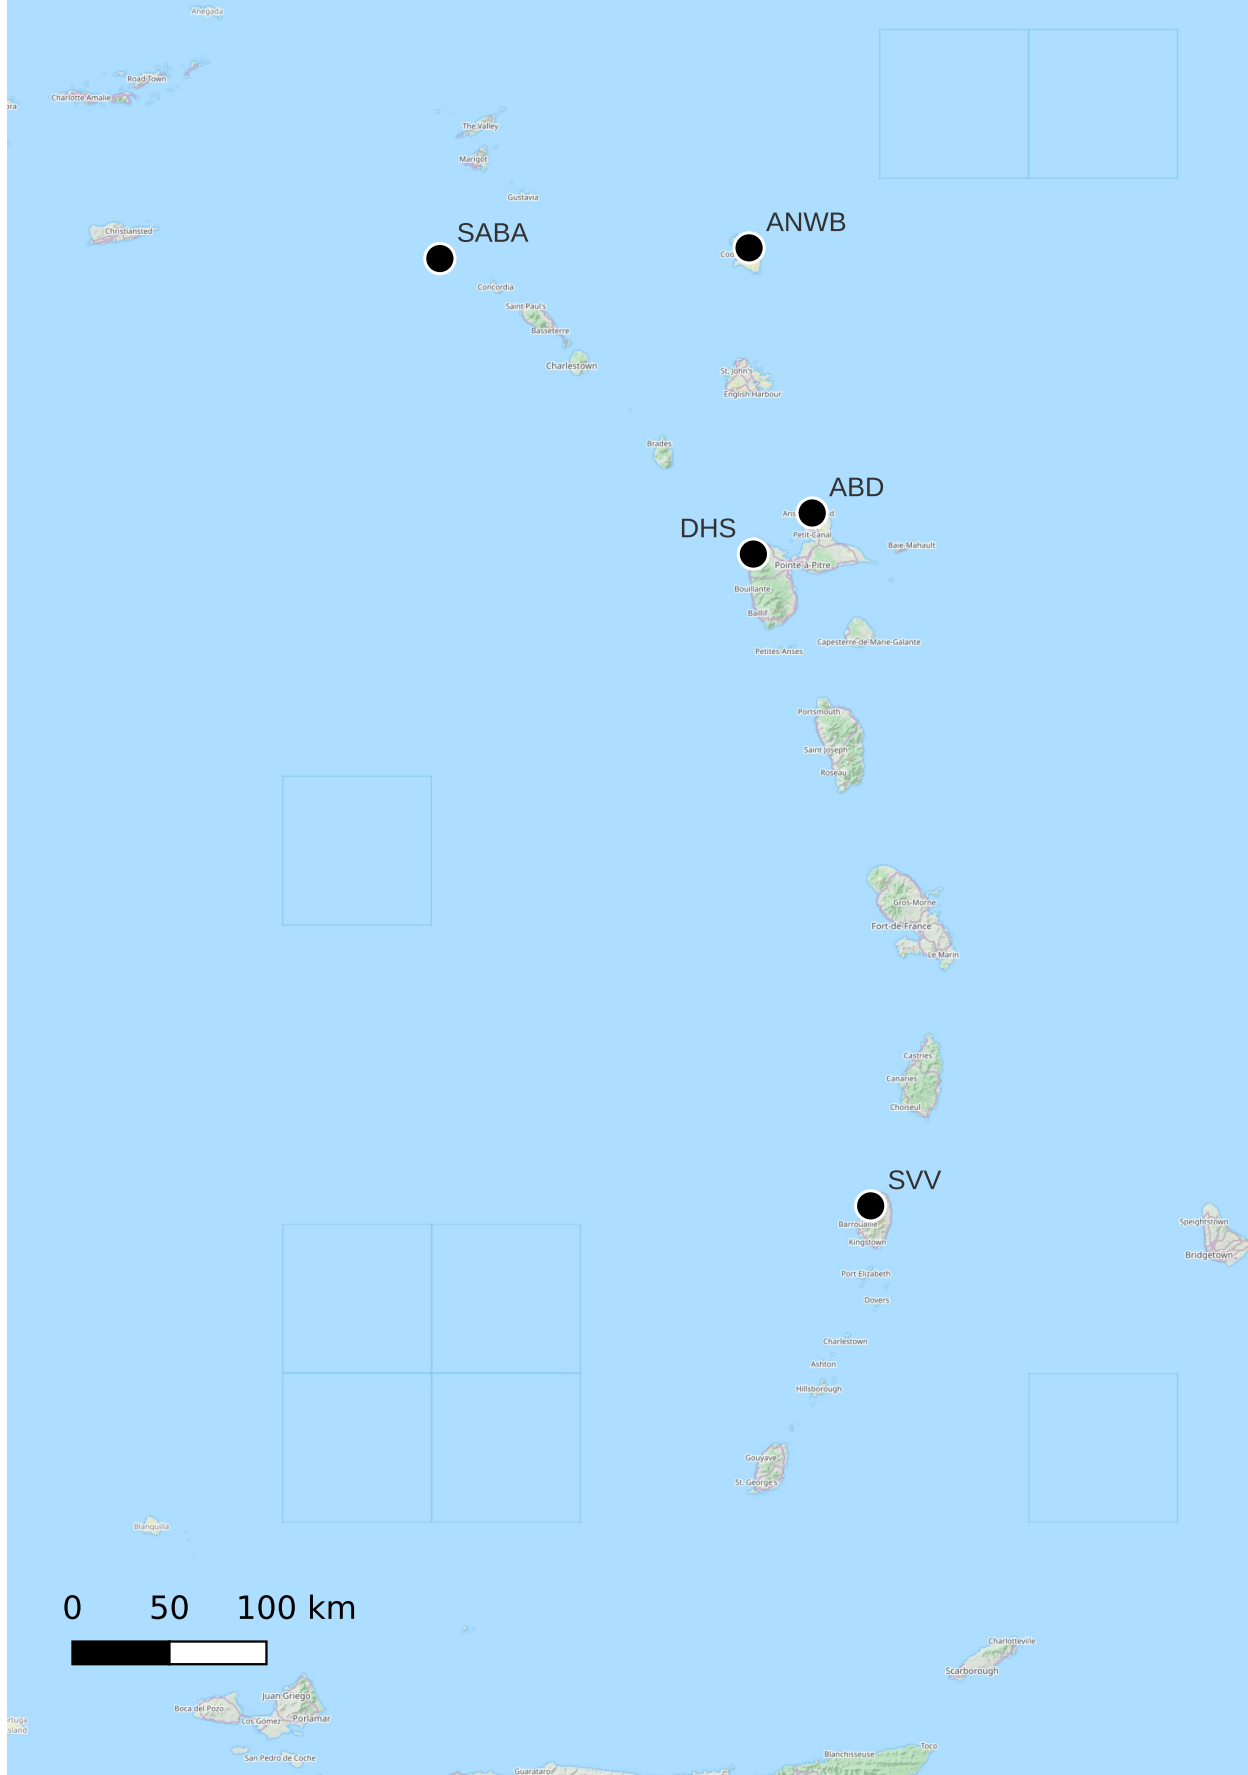 Anegada
Road Town
Charlotte Amalie
bra
The Valley
Marigot
Gustavia
Christiansted
SABA
ANWB
Concordia
Saint Paul's
Basseterre
Charlestown
St. John's
English Harbour
Brades
ABD
DHS
Petit-Canal
Baie-Mahault
Pointe-à-Pitre
Bouillante
Baillif
Capesterre-de-Marie-Galante
Petites-Anses
Portsmouth
Saint Joseph
Roseau
Gros-Morne
Fort-de-France
Le Marin
Castries
Canaries
Choiseul
SVV
Barrouallie
Kingstown
Speightstown
Bridgetown
Port Elizabeth
Dovers
Charlestown
Ashton
Hillsborough
Gouyave
St. George's
Blanquilla
0 50 100 km
Charlotteville
Scarborough
Juan Griego
Boca del Pozo
Los Gómez
Porlamar
rtuga
sland
San Pedro de Coche
Toco
Blanchisseuse
Guarataro